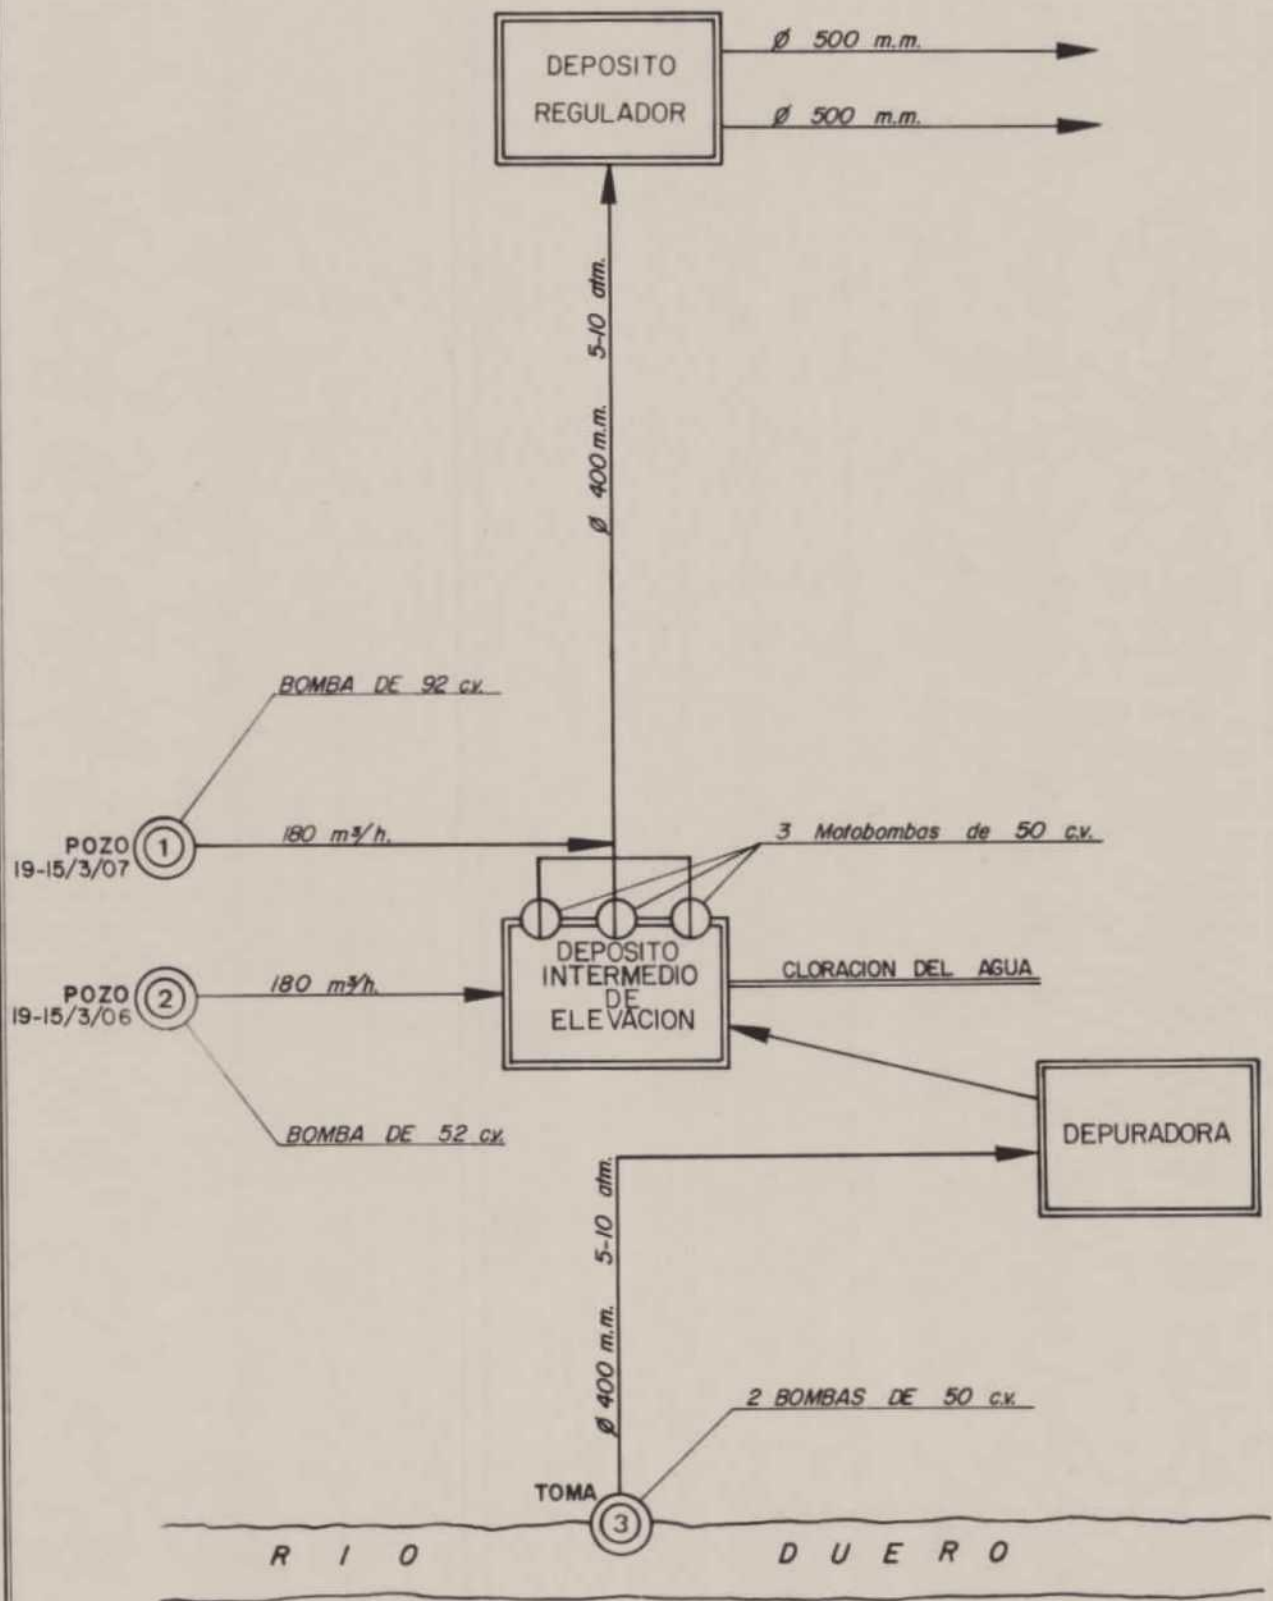 DEPOSITO
REGULADOR
Ø 500 m.m.
Ø 500 m.m.
Ø 400 m.m. 5-10 atm.
BOMBA DE 92 c.v.
POZO
19-15/3/07
1
180 m³/h.
3 Motobombas de 50 c.v.
DEPOSITO
INTERMEDIO
DE
ELEVACION
CLORACION DEL AGUA
POZO
19-15/3/06
2
180 m³/h.
BOMBA DE 52 c.v.
DEPURADORA
Ø 400 m.m. 5-10 atm.
2 BOMBAS DE 50 c.v.
TOMA
3
RIO DUERO